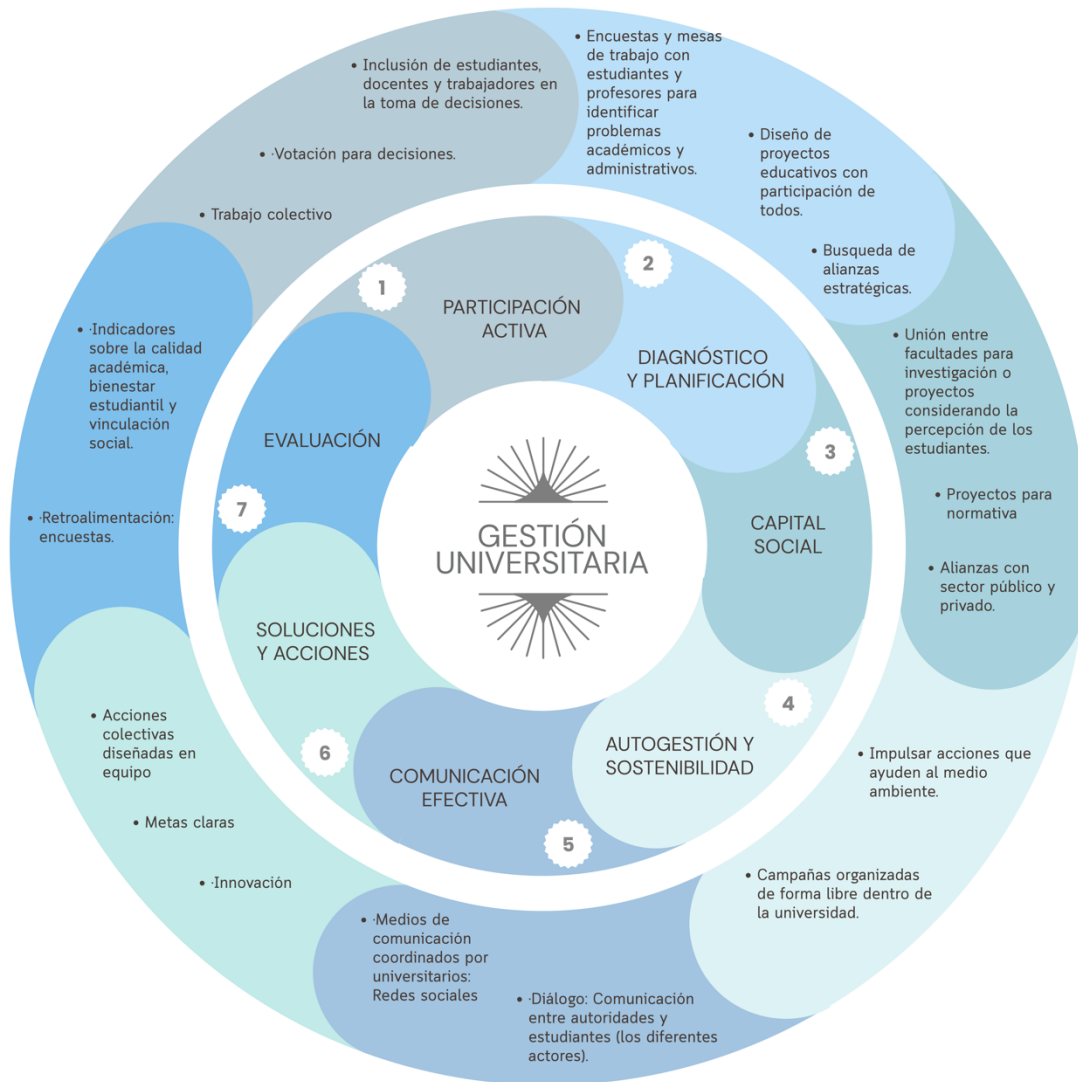 GESTIÓN
UNIVERSITARIA
1
PARTICIPACIÓN
ACTIVA
• Inclusión de estudiantes,
docentes y trabajadores en
la toma de decisiones.
• ·Votación para decisiones.
• Trabajo colectivo
2
DIAGNÓSTICO
Y PLANIFICACIÓN
• Encuestas y mesas
de trabajo con
estudiantes y
profesores para
identificar
problemas
académicos y
administrativos.
• Diseño de
proyectos
educativos con
participación de
todos.
• Busqueda de
alianzas
estratégicas.
3
CAPITAL
SOCIAL
• Unión entre
facultades para
investigación o
proyectos
considerando la
percepción de los
estudiantes.
• Proyectos para
normativa
• Alianzas con
sector público y
privado.
4
AUTOGESTIÓN Y
SOSTENIBILIDAD
• Impulsar acciones que
ayuden al medio
ambiente.
• Campañas organizadas
de forma libre dentro de
la universidad.
5
COMUNICACIÓN
EFECTIVA
• ·Medios de
comunicación
coordinados por
universitarios:
Redes sociales
• ·Diálogo: Comunicación
entre autoridades y
estudiantes (los diferentes
actores).
6
SOLUCIONES
Y ACCIONES
• Acciones
colectivas
diseñadas en
equipo
• Metas claras
• ·Innovación
7
EVALUACIÓN
• ·Indicadores
sobre la calidad
académica,
bienestar
estudiantil y
vinculación
social.
• ·Retroalimentación:
encuestas.